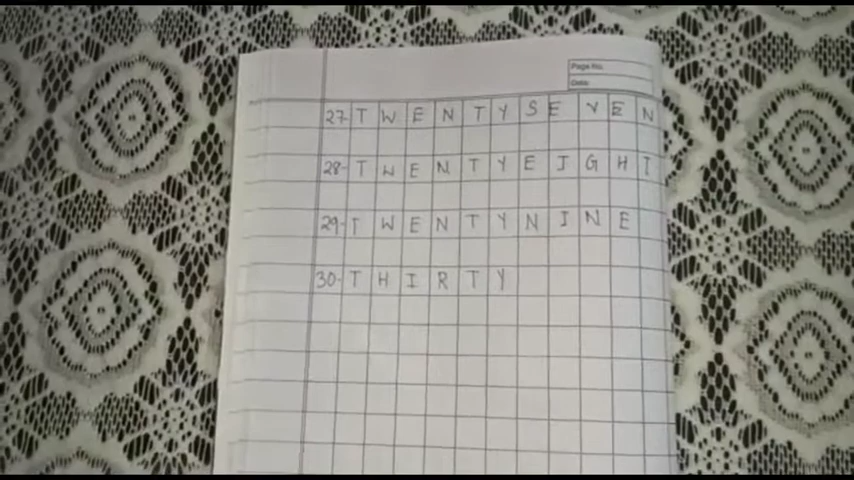 Page No:
Date:
27- TWENTYSEVEN
28- TWENTYEIGHT
29- TWENTYNINE
30- THIRTY